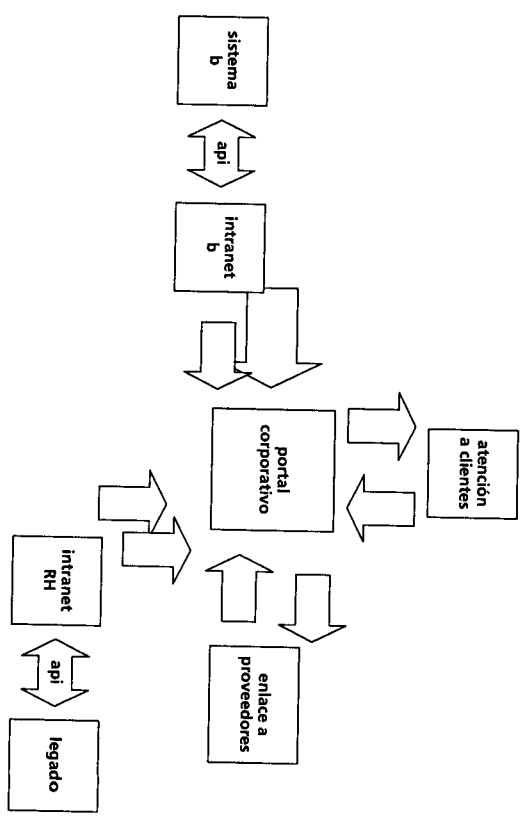 sistema
b
api
intranet
b
portal
corporativo
atención
a clientes
enlace a
proveedores
intranet
RH
api
legado